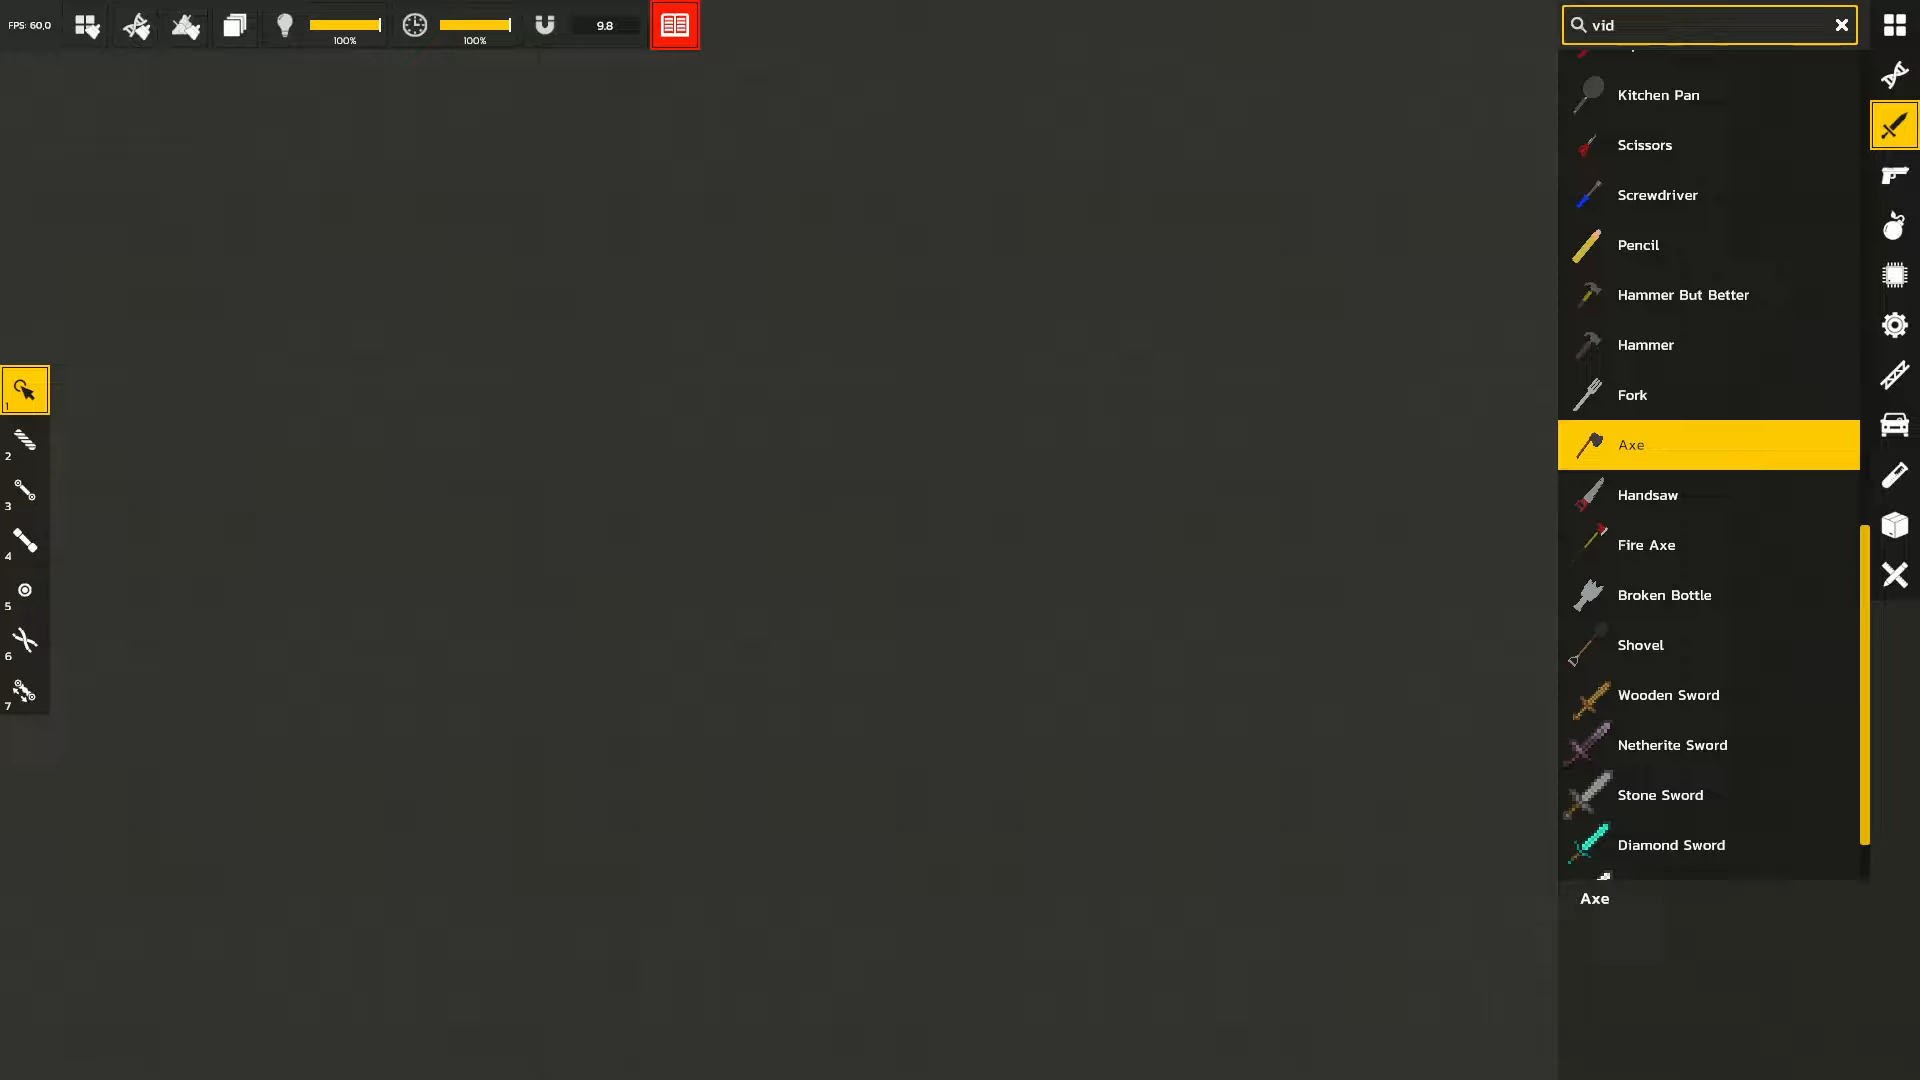 FPS: 60,0
100%
100%
9.8
vid
Kitchen Pan
Scissors
Screwdriver
Pencil
Hammer But Better
Hammer
Fork
Axe
Handsaw
Fire Axe
Broken Bottle
Shovel
Wooden Sword
Netherite Sword
Stone Sword
Diamond Sword
Axe
1
2
3
4
5
6
7